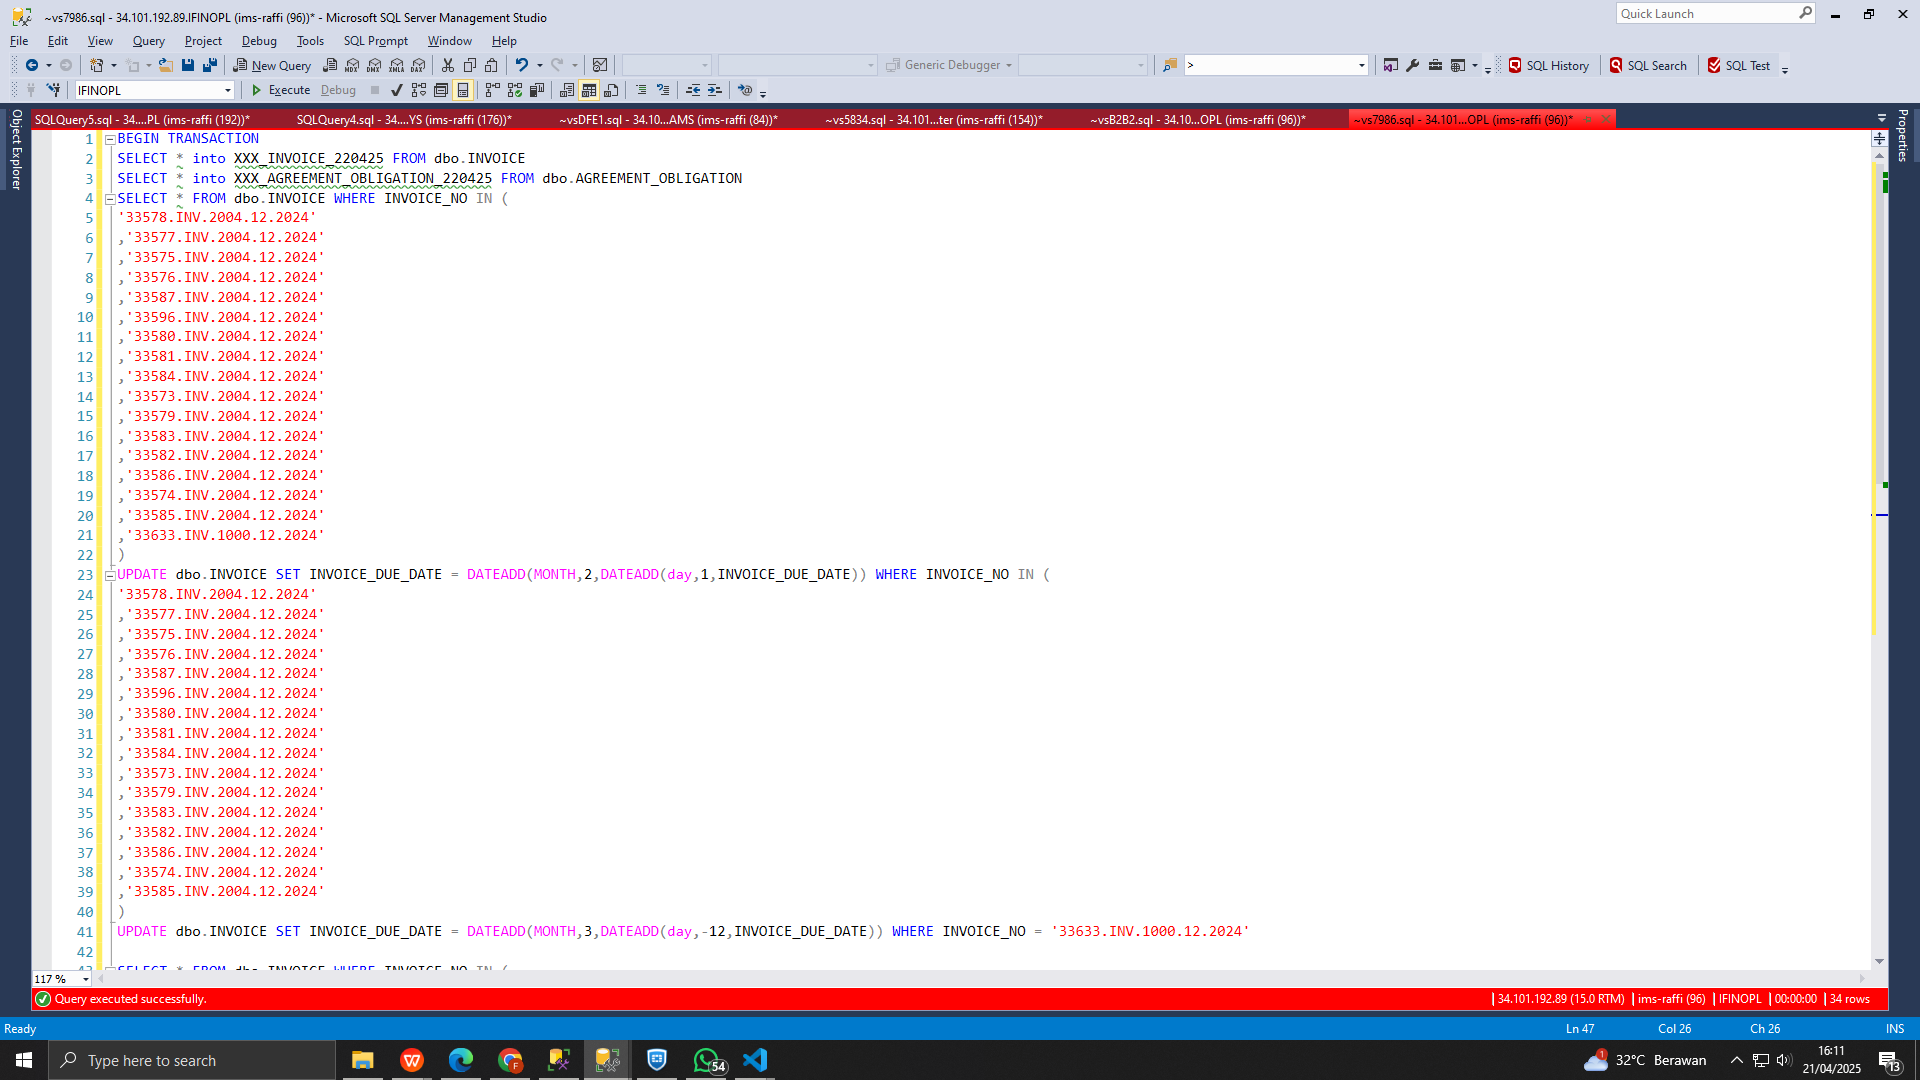 ~vs7986.sql - 34.101.192.89.IFINOPL (ims-raffi (96))* - Microsoft SQL Server Management Studio
Quick Launch
File Edit View Query Project Debug Tools SQL Prompt Window Help
New Query
MDX DMX XMLA DAX
Generic Debugger
>
SQL History SQL Search SQL Test
IFINOPL
Execute Debug
SQLQuery5.sql - 34....PL (ims-raffi (192))* SQLQuery4.sql - 34....YS (ims-raffi (176))* ~vsDFE1.sql - 34.10...AMS (ims-raffi (84))* ~vs5834.sql - 34.101...ter (ims-raffi (154))* ~vsB2B2.sql - 34.10...OPL (ims-raffi (96))* ~vs7986.sql - 34.101...OPL (ims-raffi (96))*
Object Explorer
Properties
1 BEGIN TRANSACTION
2 SELECT * into XXX_INVOICE_220425 FROM dbo.INVOICE
3 SELECT * into XXX_AGREEMENT_OBLIGATION_220425 FROM dbo.AGREEMENT_OBLIGATION
4 SELECT * FROM dbo.INVOICE WHERE INVOICE_NO IN (
5 '33578.INV.2004.12.2024'
6 ,'33577.INV.2004.12.2024'
7 ,'33575.INV.2004.12.2024'
8 ,'33576.INV.2004.12.2024'
9 ,'33587.INV.2004.12.2024'
10 ,'33596.INV.2004.12.2024'
11 ,'33580.INV.2004.12.2024'
12 ,'33581.INV.2004.12.2024'
13 ,'33584.INV.2004.12.2024'
14 ,'33573.INV.2004.12.2024'
15 ,'33579.INV.2004.12.2024'
16 ,'33583.INV.2004.12.2024'
17 ,'33582.INV.2004.12.2024'
18 ,'33586.INV.2004.12.2024'
19 ,'33574.INV.2004.12.2024'
20 ,'33585.INV.2004.12.2024'
21 ,'33633.INV.1000.12.2024'
22 )
23 UPDATE dbo.INVOICE SET INVOICE_DUE_DATE = DATEADD(MONTH,2,DATEADD(day,1,INVOICE_DUE_DATE)) WHERE INVOICE_NO IN (
24 '33578.INV.2004.12.2024'
25 ,'33577.INV.2004.12.2024'
26 ,'33575.INV.2004.12.2024'
27 ,'33576.INV.2004.12.2024'
28 ,'33587.INV.2004.12.2024'
29 ,'33596.INV.2004.12.2024'
30 ,'33580.INV.2004.12.2024'
31 ,'33581.INV.2004.12.2024'
32 ,'33584.INV.2004.12.2024'
33 ,'33573.INV.2004.12.2024'
34 ,'33579.INV.2004.12.2024'
35 ,'33583.INV.2004.12.2024'
36 ,'33582.INV.2004.12.2024'
37 ,'33586.INV.2004.12.2024'
38 ,'33574.INV.2004.12.2024'
39 ,'33585.INV.2004.12.2024'
40 )
41 UPDATE dbo.INVOICE SET INVOICE_DUE_DATE = DATEADD(MONTH,3,DATEADD(day,-12,INVOICE_DUE_DATE)) WHERE INVOICE_NO = '33633.INV.1000.12.2024'
42
43 SELECT * FROM dbo.INVOICE WHERE INVOICE_NO IN (
117 %
Query executed successfully. 34.101.192.89 (15.0 RTM) ims-raffi (96) IFINOPL 00:00:00 34 rows
Ready Ln 47 Col 26 Ch 26 INS
Type here to search
F
54
1
32°C Berawan
16:11
21/04/2025
13